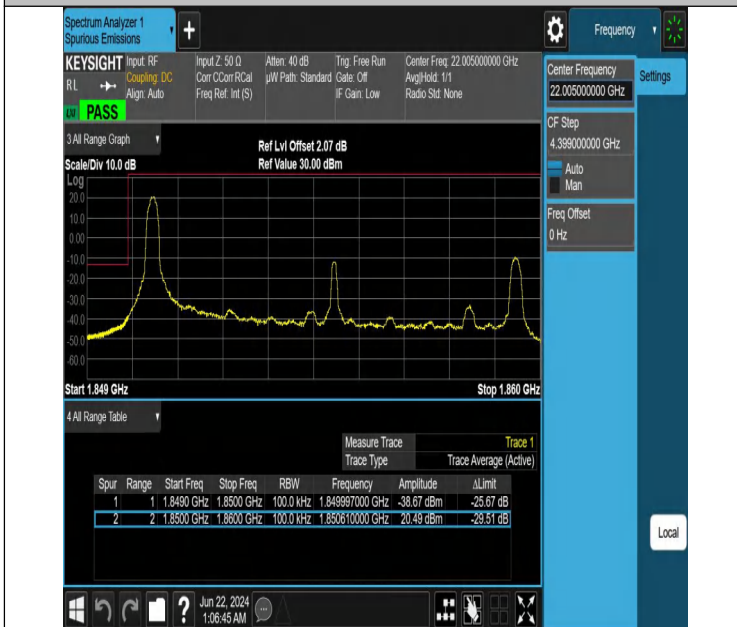 Spectrum Analyzer 1
Spurious Emissions
Frequency
KEYSIGHT Input: RF Input Z: 50 Ω Atten: 40 dB Trig: Free Run Center Freq: 22.005000000 GHz
RL Coupling: DC Corr CCorr RCal µW Path: Standard Gate: Off Avg|Hold: 1/1
Align: Auto Freq Ref: Int (S) IF Gain: Low Radio Std: None
PASS
Center Frequency
22.005000000 GHz
Settings
CF Step
4.399000000 GHz
Auto
Man
Freq Offset
0 Hz
3 All Range Graph
Ref Lvl Offset 2.07 dB
Scale/Div 10.0 dB Ref Value 30.00 dBm
Log
20.0
10.0
0.00
-10.0
-20.0
-30.0
-40.0
-50.0
-60.0
Start 1.849 GHz Stop 1.860 GHz
4 All Range Table
Measure Trace Trace 1
Trace Type Trace Average (Active)
Spur Range Start Freq Stop Freq RBW Frequency Amplitude ΔLimit
1 1 1.8490 GHz 1.8500 GHz 100.0 kHz 1.849997000 GHz -38.67 dBm -25.67 dB
2 2 1.8500 GHz 1.8600 GHz 100.0 kHz 1.850610000 GHz 20.49 dBm -29.51 dB
Local
?
Jun 22, 2024
1:06:45 AM